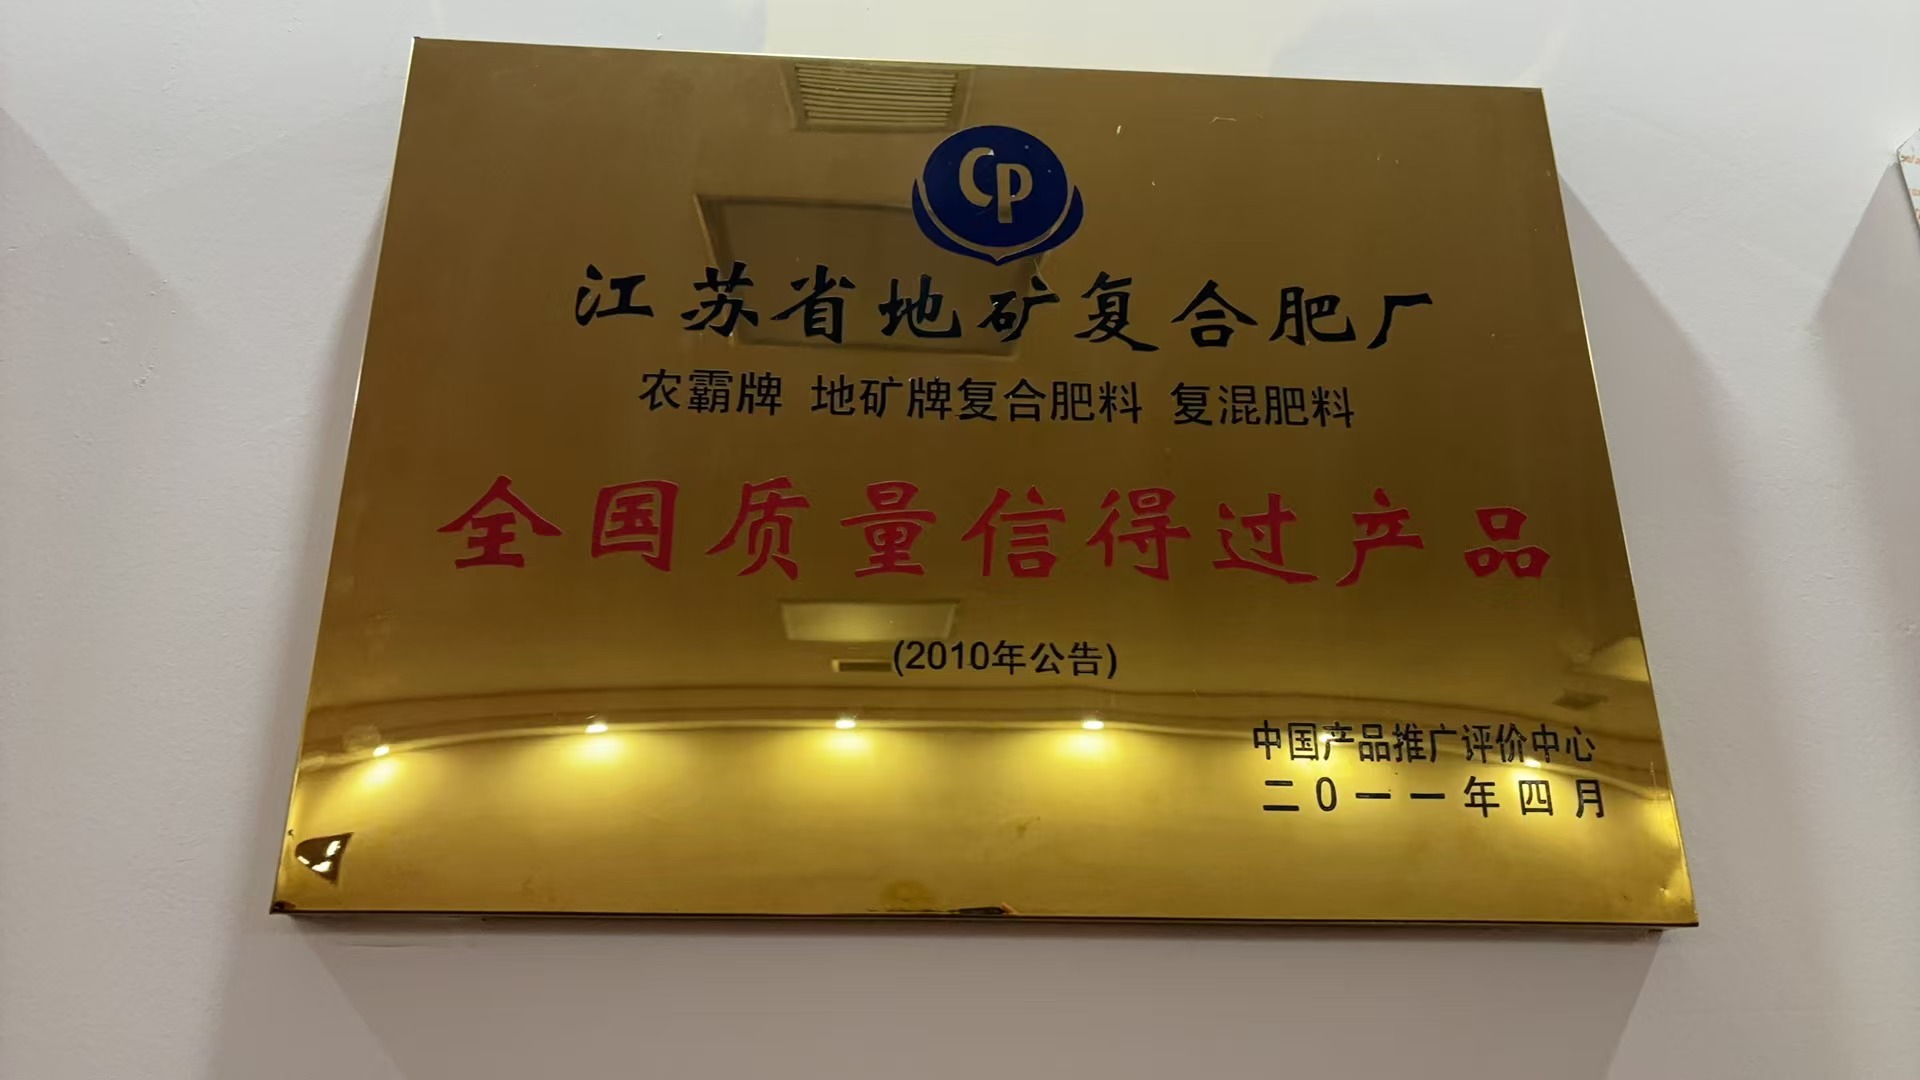 CP
江苏省地矿复合肥厂
农霸牌 地矿牌复合肥料 复混肥料
全国质量信得过产品
(2010年公告)
中国产品推广评价中心
二0一一年四月